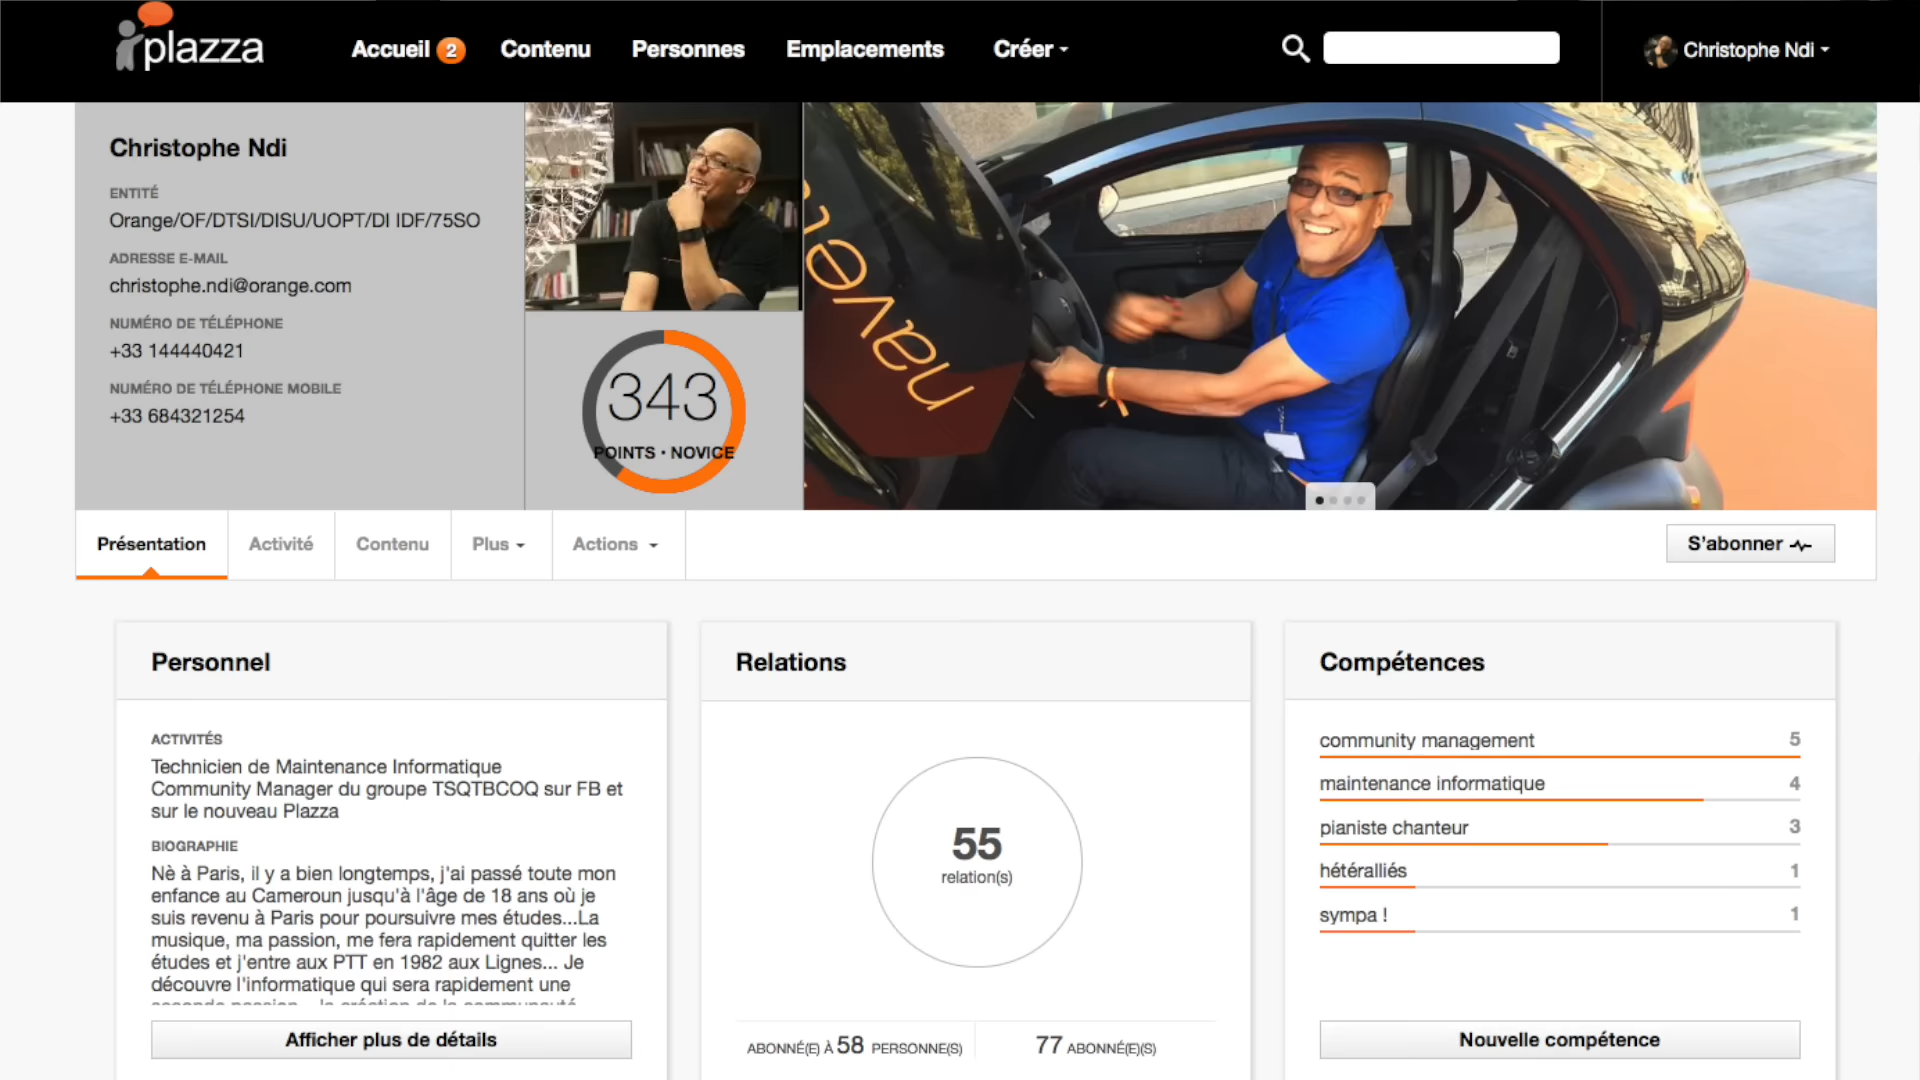 plazza
Accueil 2
Contenu
Personnes
Emplacements
Créer
Christophe Ndi
Christophe Ndi
ENTITÉ
Orange/OF/DTSI/DISU/UOPT/DI IDF/75SO
ADRESSE E-MAIL
christophe.ndi@orange.com
NUMÉRO DE TÉLÉPHONE
+33 144440421
NUMÉRO DE TÉLÉPHONE MOBILE
+33 684321254
343
POINTS • NOVICE
Présentation
Activité
Contenu
Plus
Actions
S'abonner
Personnel
ACTIVITÉS
Technicien de Maintenance Informatique
Community Manager du groupe TSQTBCOQ sur FB et
sur le nouveau Plazza
BIOGRAPHIE
Nè à Paris, il y a bien longtemps, j'ai passé toute mon
enfance au Cameroun jusqu'à l'âge de 18 ans où je
suis revenu à Paris pour poursuivre mes études...La
musique, ma passion, me fera rapidement quitter les
études et j'entre aux PTT en 1982 aux Lignes... Je
découvre l'informatique qui sera rapidement une
Afficher plus de détails
Relations
55
relation(s)
ABONNÉ(E) À 58 PERSONNE(S)
77 ABONNÉ(E)(S)
Compétences
community management 5
maintenance informatique 4
pianiste chanteur 3
hétéralliés 1
sympa ! 1
Nouvelle compétence